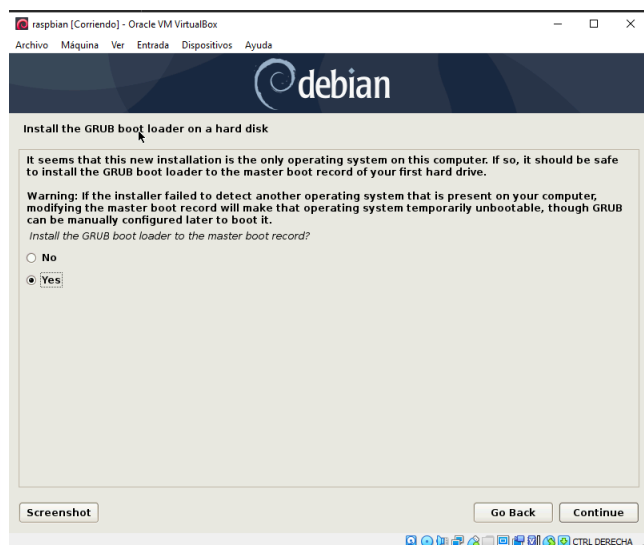 raspbian [Corriendo] - Oracle VM VirtualBox
Archivo Máquina Ver Entrada Dispositivos Ayuda
debian
Install the GRUB boot loader on a hard disk
It seems that this new installation is the only operating system on this computer. If so, it should be safe
to install the GRUB boot loader to the master boot record of your first hard drive.
Warning: If the installer failed to detect another operating system that is present on your computer,
modifying the master boot record will make that operating system temporarily unbootable, though GRUB
can be manually configured later to boot it.
Install the GRUB boot loader to the master boot record?
No
Yes
Screenshot Go Back Continue
CTRL DERECHA